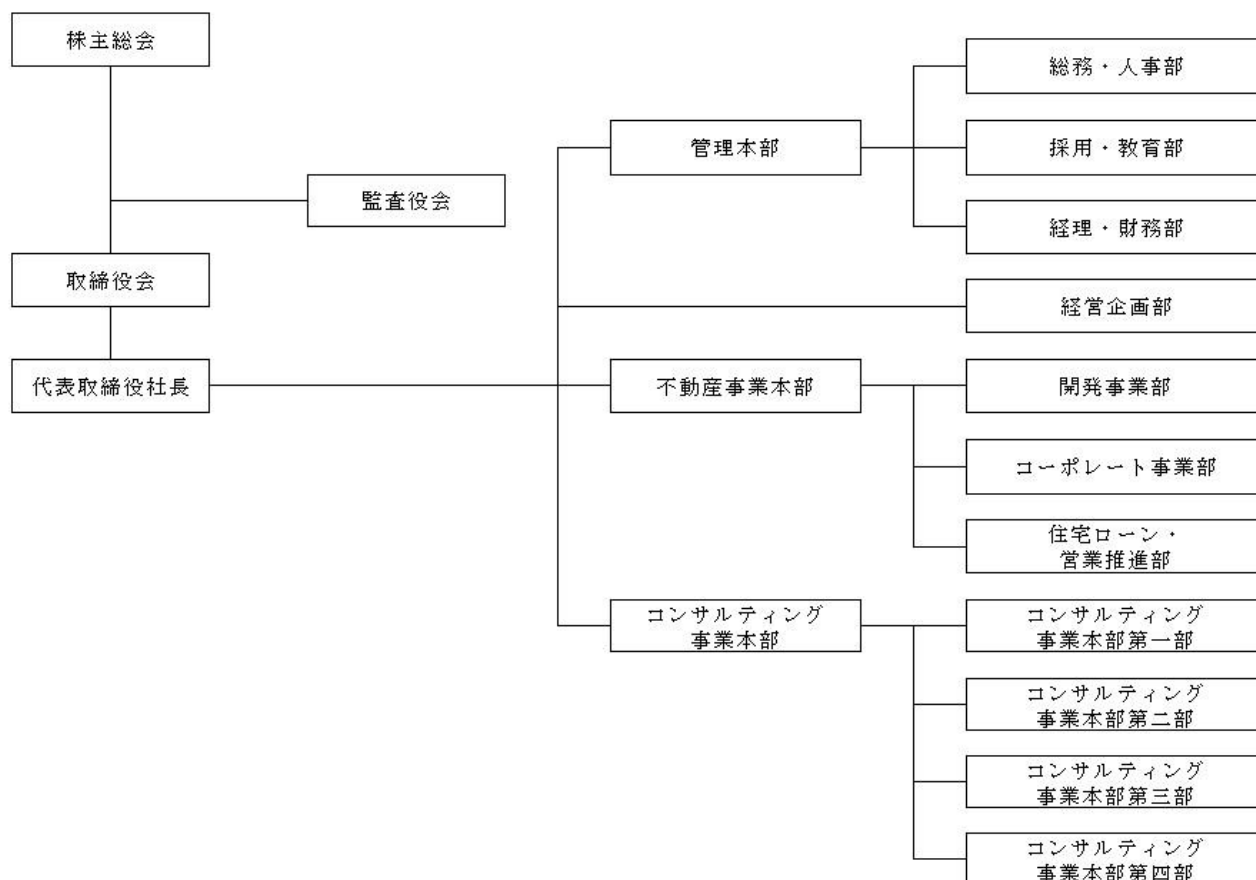 株主総会
監査役会
取締役会
代表取締役社長
管理本部
総務・人事部
採用・教育部
経理・財務部
経営企画部
不動産事業本部
開発事業部
コーポレート事業部
住宅ローン・
営業推進部
コンサルティング
事業本部
コンサルティング
事業本部第一部
コンサルティング
事業本部第二部
コンサルティング
事業本部第三部
コンサルティング
事業本部第四部